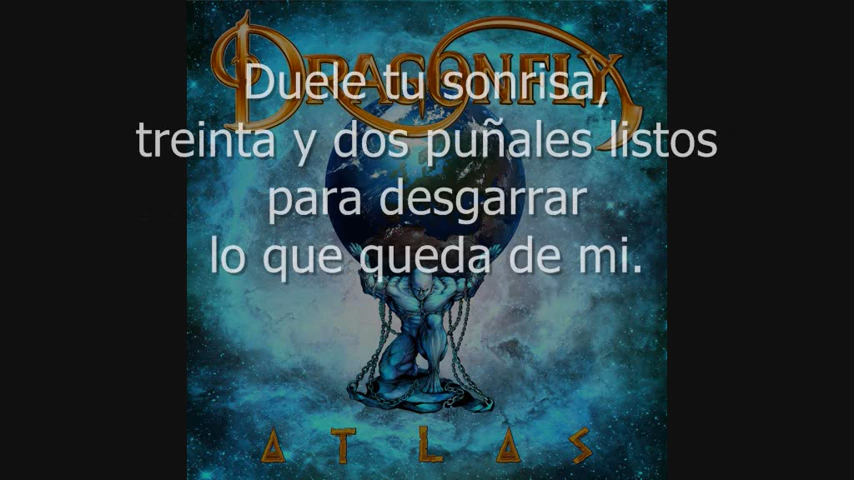 DRAGONFLY
Duele tu sonrisa,
treinta y dos puñales listos
para desgarrar
lo que queda de mi.
ATLAS